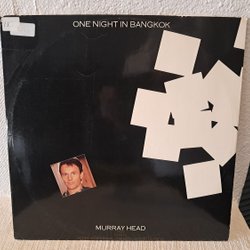 ONE NIGHT IN BANGKOK
MURRAY HEAD